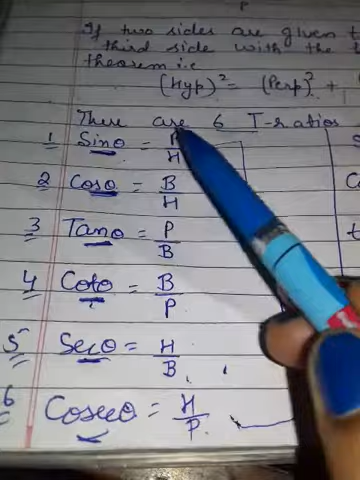 P
If two sides are given t
third side with the t
theorem i.e
(Hyp)² = (Perp)² +
There are 6 T-ratios
1 Sinθ = P/H
2 Cosθ = B/H
3 Tanθ = P/B
4 Cotθ = B/P
5 Secθ = H/B
6 Cosecθ = H/P